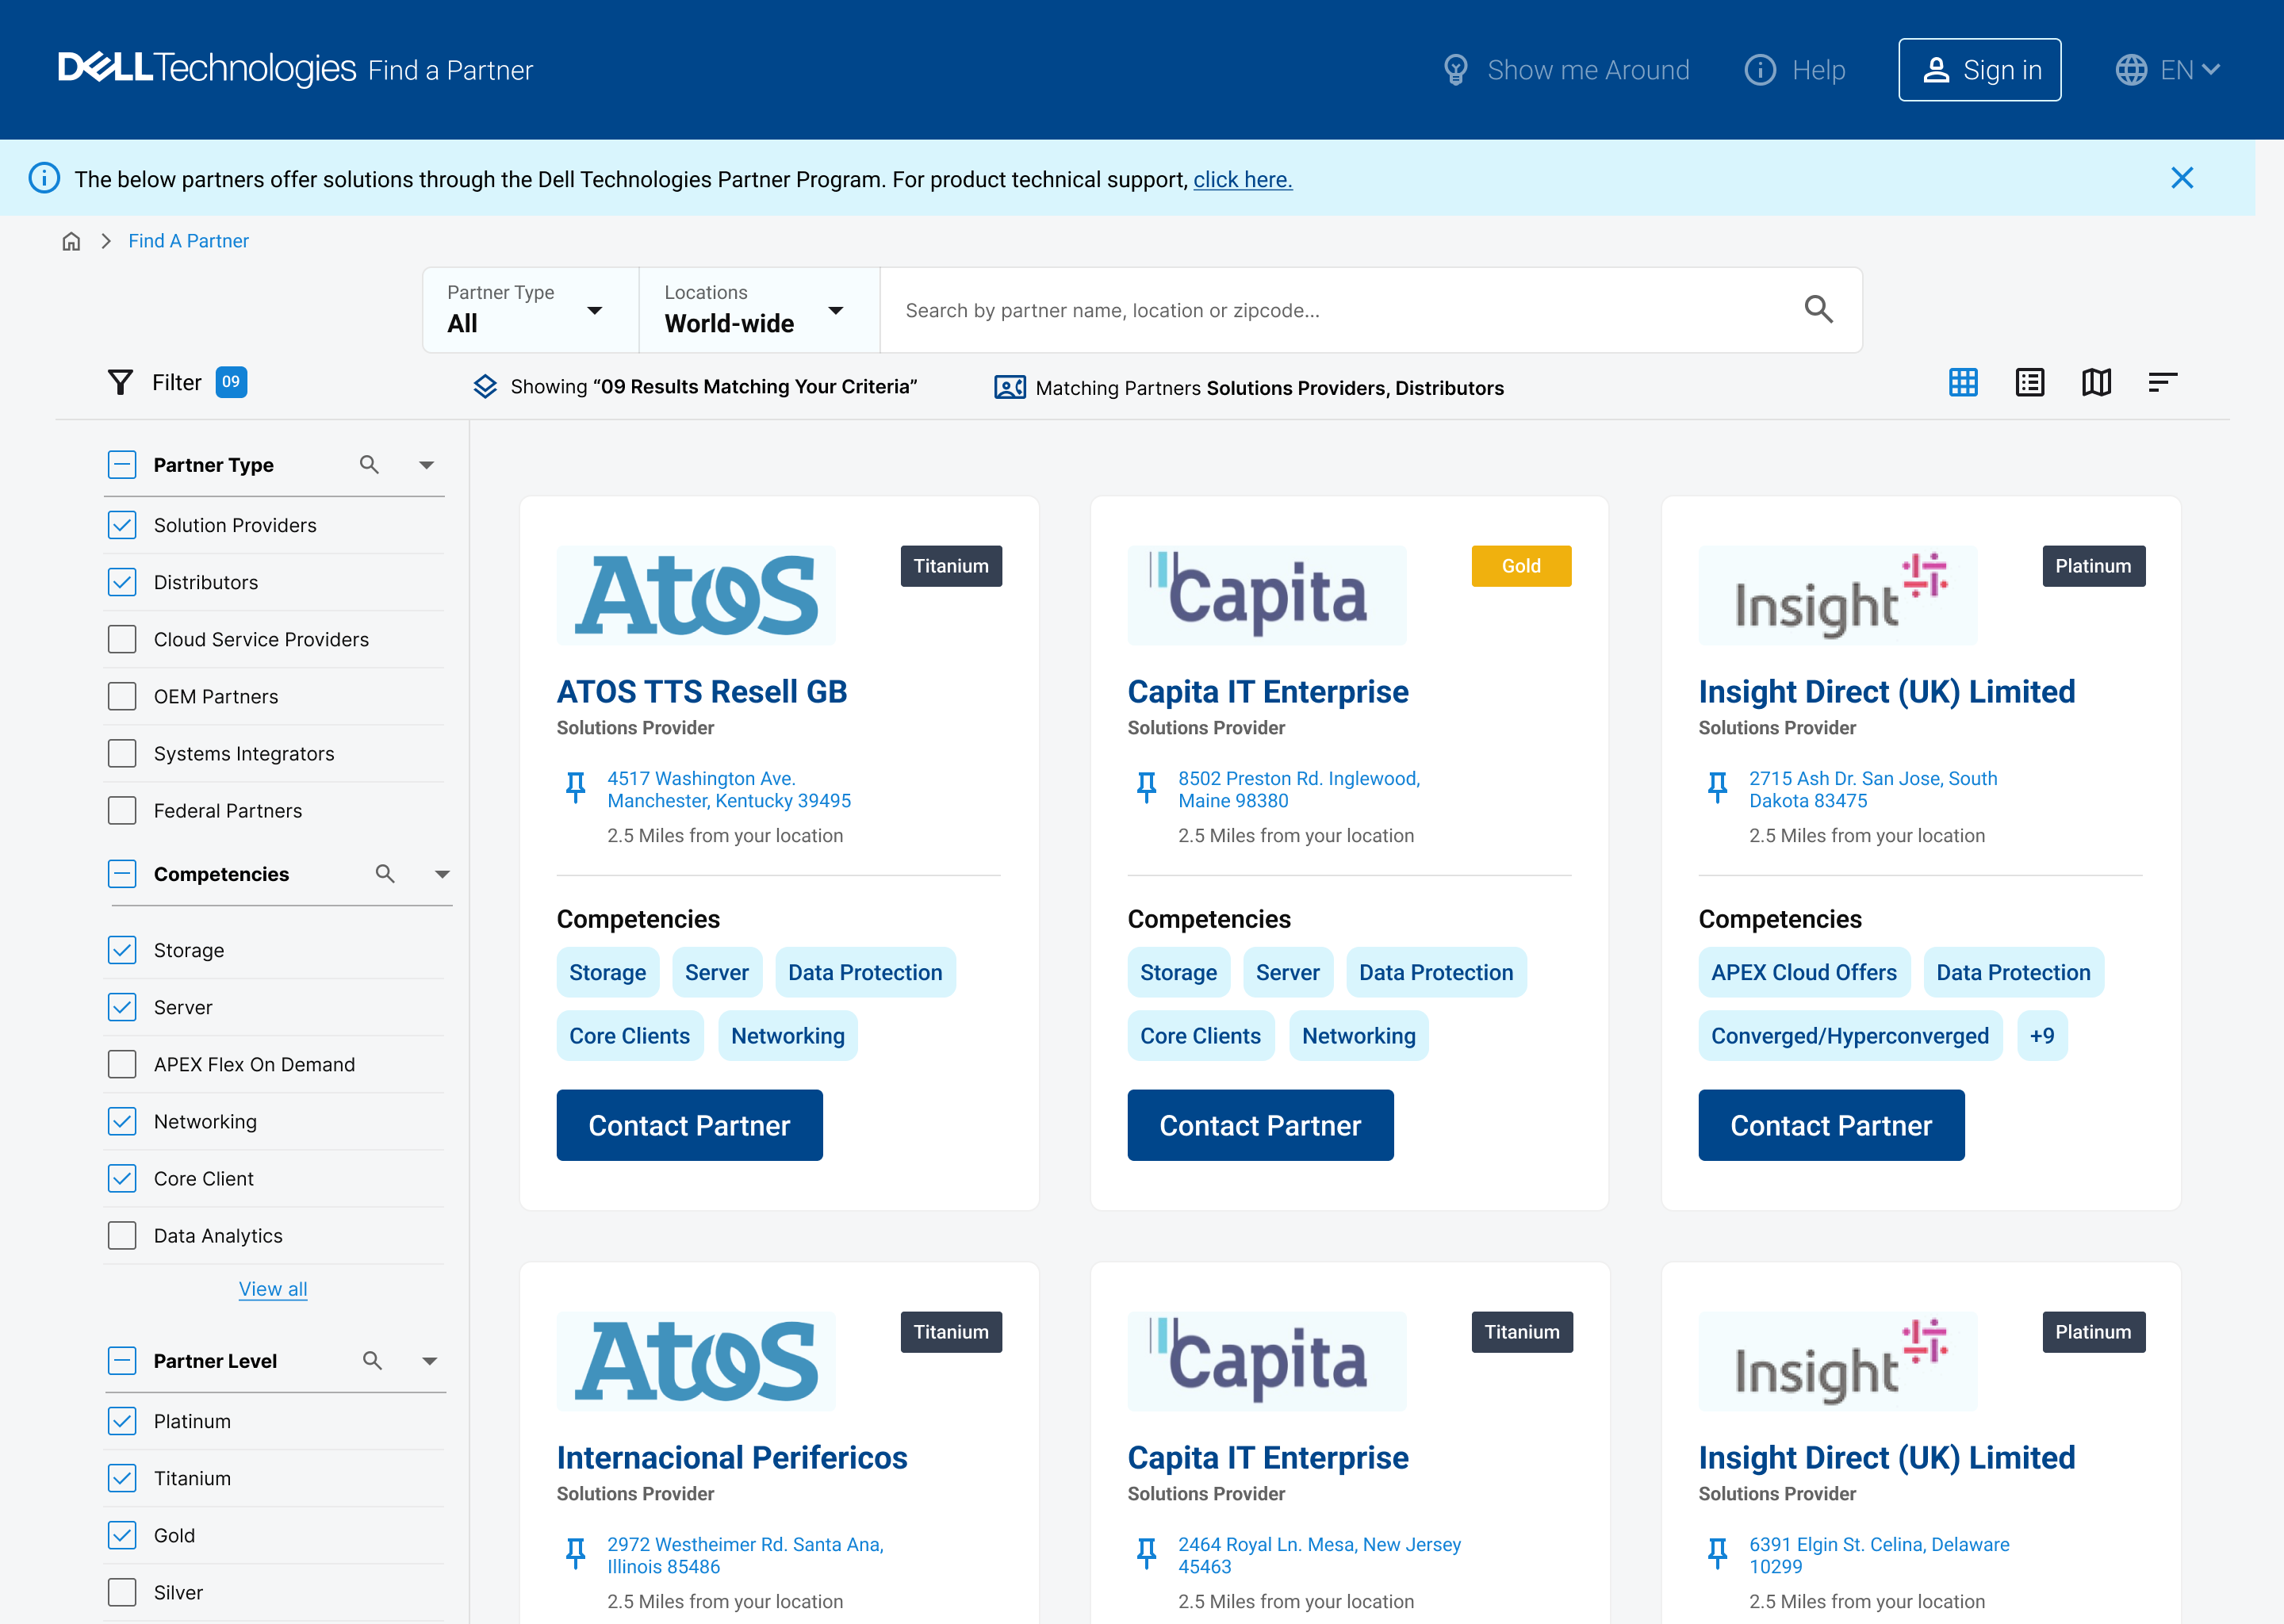 DELLTechnologies Find a Partner
Show me Around
Help
Sign in
EN
The below partners offer solutions through the Dell Technologies Partner Program. For product technical support, click here.
Find A Partner
Partner Type
All
Locations
World-wide
Search by partner name, location or zipcode...
Filter 09
Showing “09 Results Matching Your Criteria”
Matching Partners Solutions Providers, Distributors
Partner Type
Solution Providers
Distributors
Cloud Service Providers
OEM Partners
Systems Integrators
Federal Partners
Competencies
Storage
Server
APEX Flex On Demand
Networking
Core Client
Data Analytics
View all
Partner Level
Platinum
Titanium
Gold
Silver
Atos
Titanium
ATOS TTS Resell GB
Solutions Provider
4517 Washington Ave.
Manchester, Kentucky 39495
2.5 Miles from your location
Competencies
Storage Server Data Protection
Core Clients Networking
Contact Partner
Capita
Gold
Capita IT Enterprise
Solutions Provider
8502 Preston Rd. Inglewood,
Maine 98380
2.5 Miles from your location
Competencies
Storage Server Data Protection
Core Clients Networking
Contact Partner
Insight
Platinum
Insight Direct (UK) Limited
Solutions Provider
2715 Ash Dr. San Jose, South
Dakota 83475
2.5 Miles from your location
Competencies
APEX Cloud Offers Data Protection
Converged/Hyperconverged +9
Contact Partner
Atos
Titanium
Internacional Perifericos
Solutions Provider
2972 Westheimer Rd. Santa Ana,
Illinois 85486
2.5 Miles from your location
Capita
Titanium
Capita IT Enterprise
Solutions Provider
2464 Royal Ln. Mesa, New Jersey
45463
2.5 Miles from your location
Insight
Platinum
Insight Direct (UK) Limited
Solutions Provider
6391 Elgin St. Celina, Delaware
10299
2.5 Miles from your location